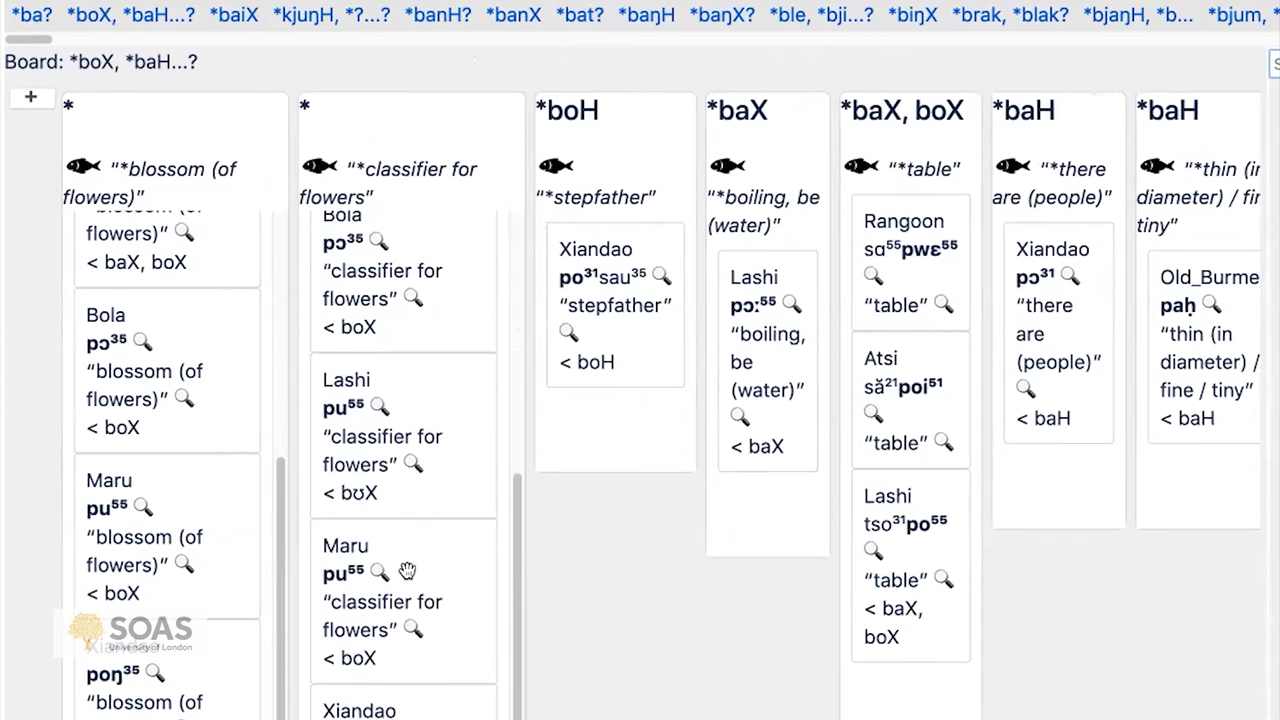 *ba? *boX, *baH...? *baiX *kjuŋH, *ʔ...? *banH? *banX *bat? *baŋH *baŋX? *ble, *bji...? *biŋX *brak, *blak? *bjaŋH, *b... *bjum, *
Board: *boX, *baH...?
+
*
“*blossom (of
flowers)”
flowers)”
< baX, boX
Bola
pɔ³⁵
“blossom (of
flowers)”
< boX
Maru
pu⁵⁵
“blossom (of
flowers)”
< boX
poŋ³⁵
“blossom (of
*
“*classifier for
flowers”
Bola
pɔ³⁵
“classifier for
flowers”
< boX
Lashi
pu⁵⁵
“classifier for
flowers”
< bʊX
Maru
pu⁵⁵
“classifier for
flowers”
< boX
Xiandao
*boH
“*stepfather”
Xiandao
po³¹sau³⁵
“stepfather”
< boH
*baX
“*boiling, be
(water)”
Lashi
pɔː⁵⁵
“boiling,
be
(water)”
< baX
*baX, boX
“*table”
Rangoon
sɑ⁵⁵pwɛ⁵⁵
“table”
Atsi
să²¹poi⁵¹
“table”
Lashi
tso³¹po⁵⁵
“table”
< baX,
boX
*baH
“*there
are (people)”
Xiandao
pɔ³¹
“there
are
(people)”
< baH
*baH
“*thin (in
diameter) / fin
tiny”
Old_Burme
paḥ
“thin (in
diameter) /
fine / tiny”
< baH
SOAS
University of London